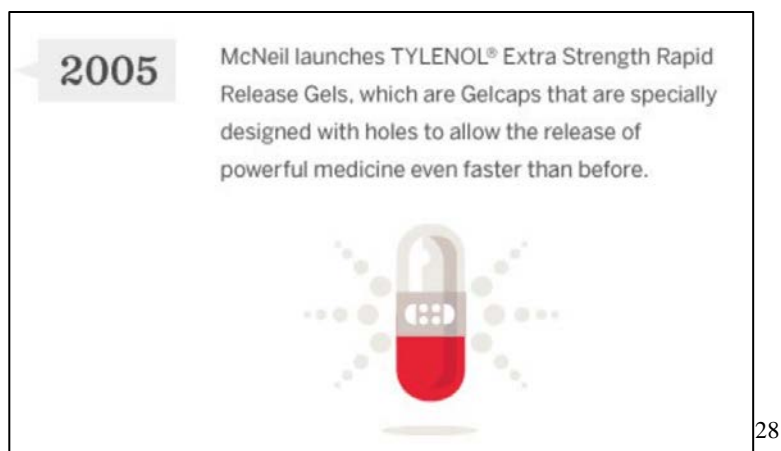 2005
McNeil launches TYLENOL® Extra Strength Rapid
Release Gels, which are Gelcaps that are specially
designed with holes to allow the release of
powerful medicine even faster than before.
28